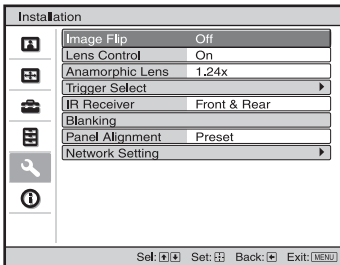 Installation
Image Flip Off
Lens Control On
Anamorphic Lens 1.24x
Trigger Select
IR Receiver Front & Rear
Blanking
Panel Alignment Preset
Network Setting
Sel: Set: Back: Exit: MENU